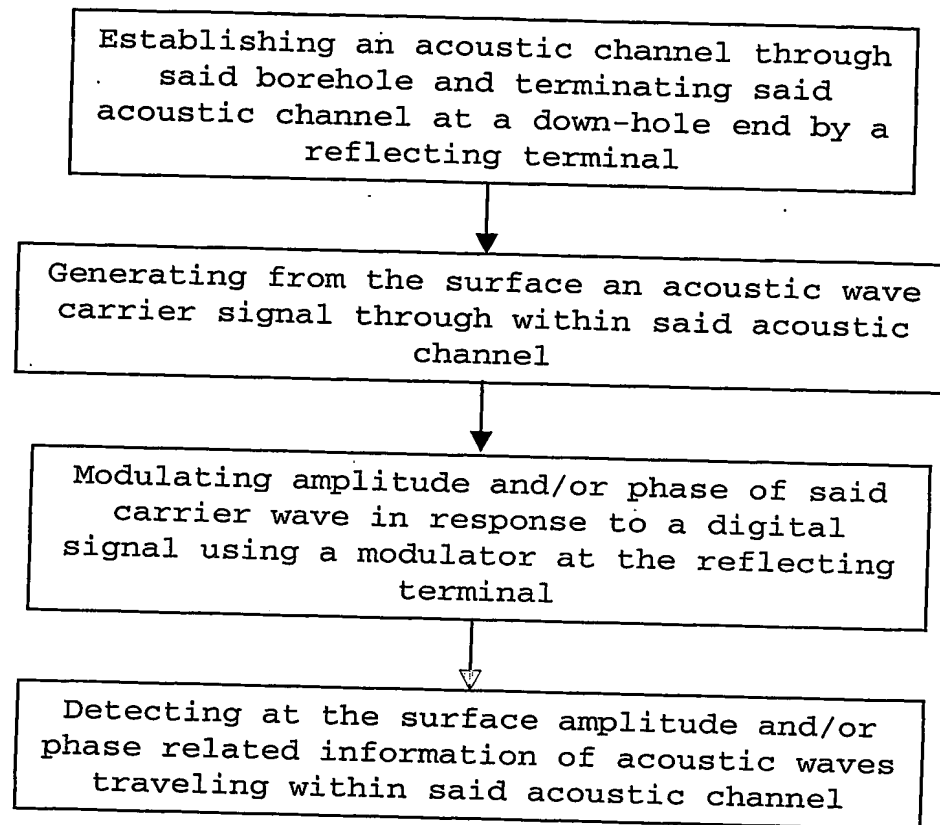 Establishing an acoustic channel through
said borehole and terminating said
acoustic channel at a down-hole end by a
reflecting terminal
Generating from the surface an acoustic wave
carrier signal through within said acoustic
channel
Modulating amplitude and/or phase of said
carrier wave in response to a digital
signal using a modulator at the reflecting
terminal
Detecting at the surface amplitude and/or
phase related information of acoustic waves
traveling within said acoustic channel